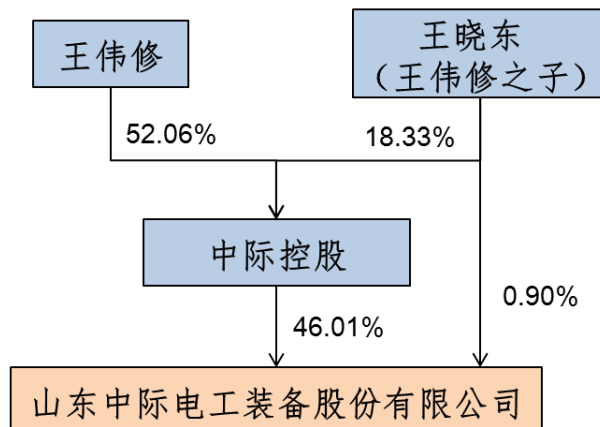 王伟修
王晓东
（王伟修之子）
52.06%
18.33%
中际控股
46.01%
0.90%
山东中际电工装备股份有限公司